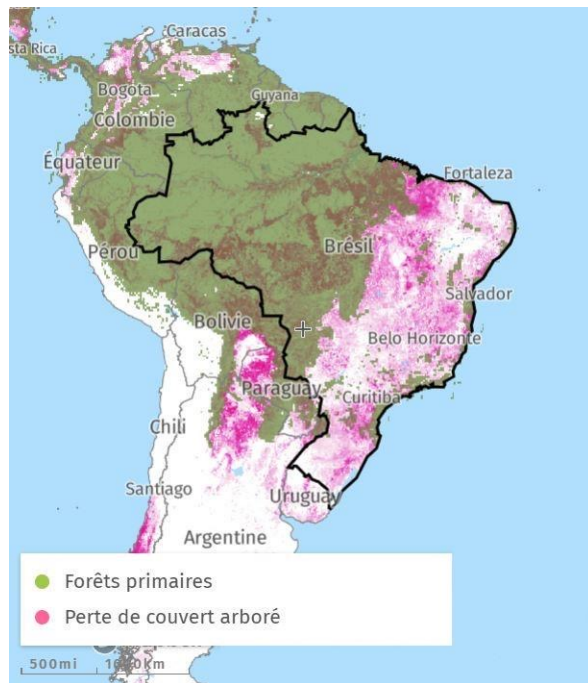 Caracas
sta Rica
Bogota
Colombie
Guyana
Équateur
Fortaleza
Brésil
Pérou
Salvador
Bolivie
Belo Horizonte
Paraguay
Curitiba
Chili
Santiago
Uruguay
Argentine
Forêts primaires
Perte de couvert arboré
500mi
1000km